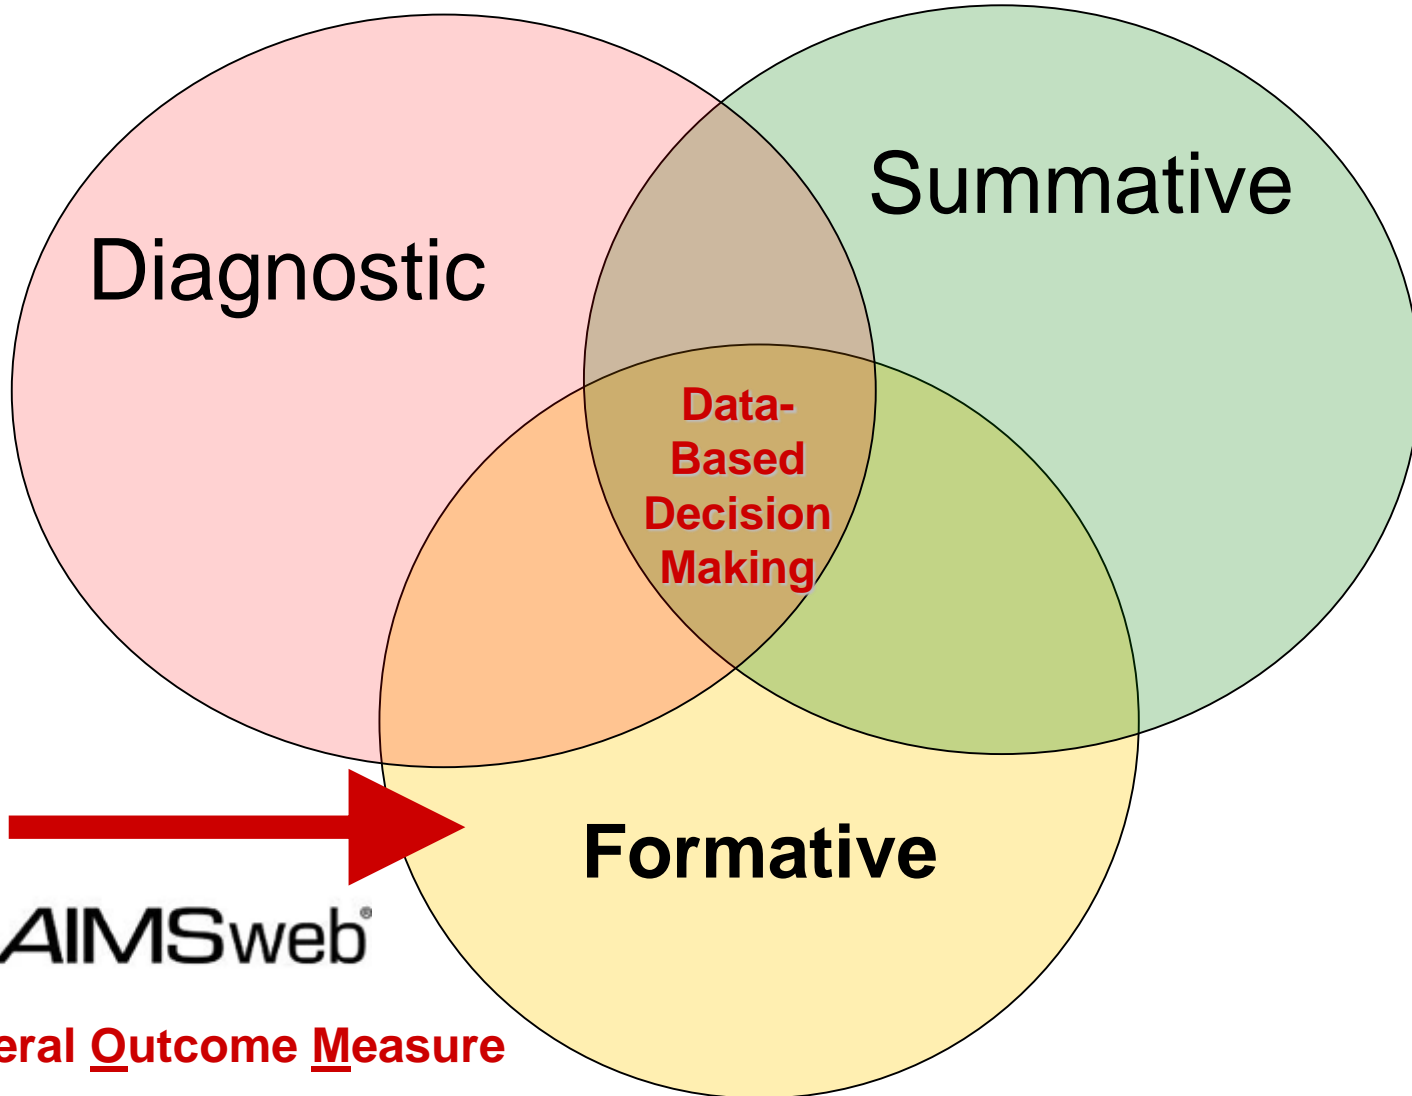 Summative
Diagnostic
Data-
Based
Decision
Making
Formative
AIMSweb®
eral Outcome Measure